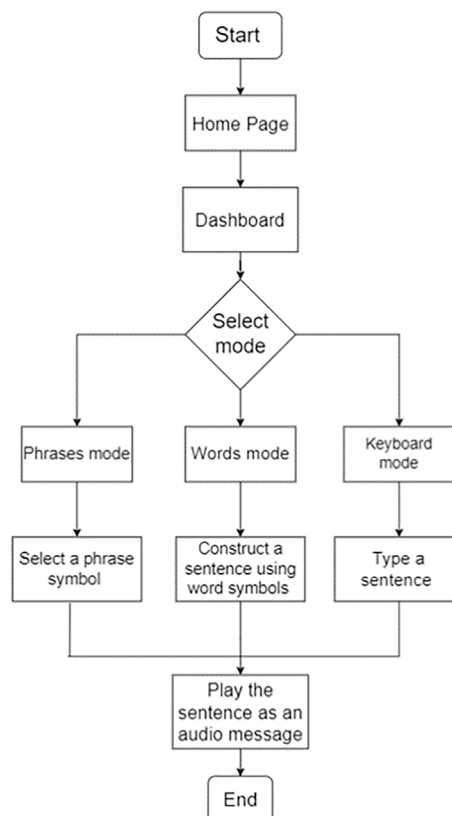 Start
Home Page
Dashboard
Select
mode
Phrases mode
Words mode
Keyboard
mode
Select a phrase
symbol
Construct a
sentence using
word symbols
Type a
sentence
Play the
sentence as an
audio message
End